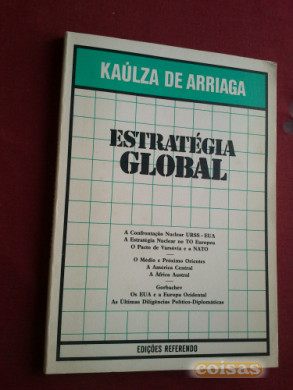 KAÚLZA DE ARRIAGA
ESTRATÉGIA
GLOBAL
A Confrontação Nuclear URSS-EUA
A Estratégia Nuclear no TO Europeu
O Pacto de Varsóvia e a NATO
O Médio e Próximo Orientes
A América Central
A África Austral
Gorbachev
Os EUA e a Europa Ocidental
As Últimas Diligências Político-Diplomáticas
EDIÇÕES REFERENDO
coisas